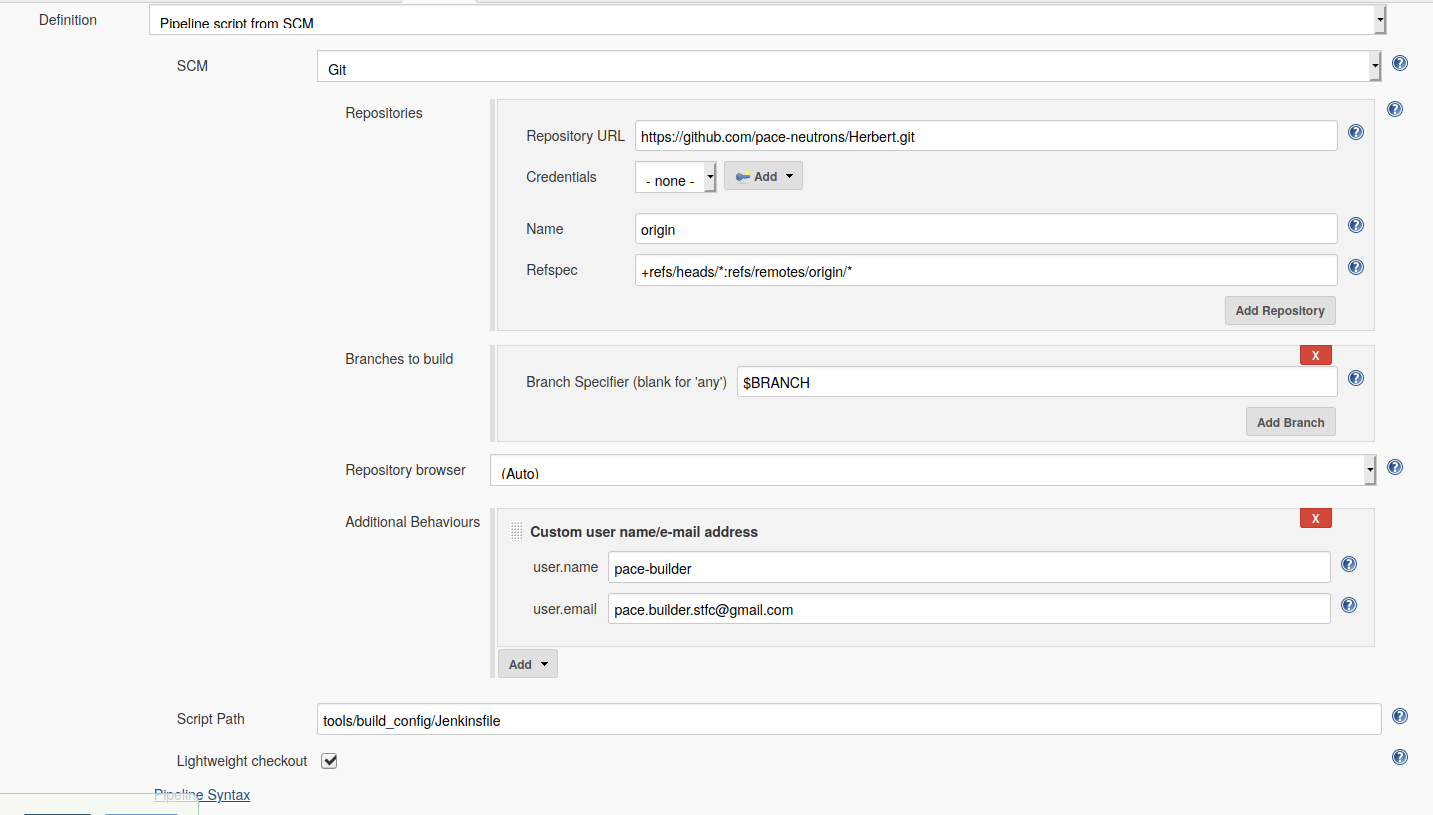 Definition Pipeline script from SCM
SCM Git
Repositories
Repository URL https://github.com/pace-neutrons/Herbert.git
Credentials - none - Add
Name origin
Refspec +refs/heads/*:refs/remotes/origin/*
Add Repository
Branches to build
X
Branch Specifier (blank for 'any') $BRANCH
Add Branch
Repository browser (Auto)
Additional Behaviours
X
Custom user name/e-mail address
user.name pace-builder
user.email pace.builder.stfc@gmail.com
Add
Script Path tools/build_config/Jenkinsfile
Lightweight checkout
Pipeline Syntax